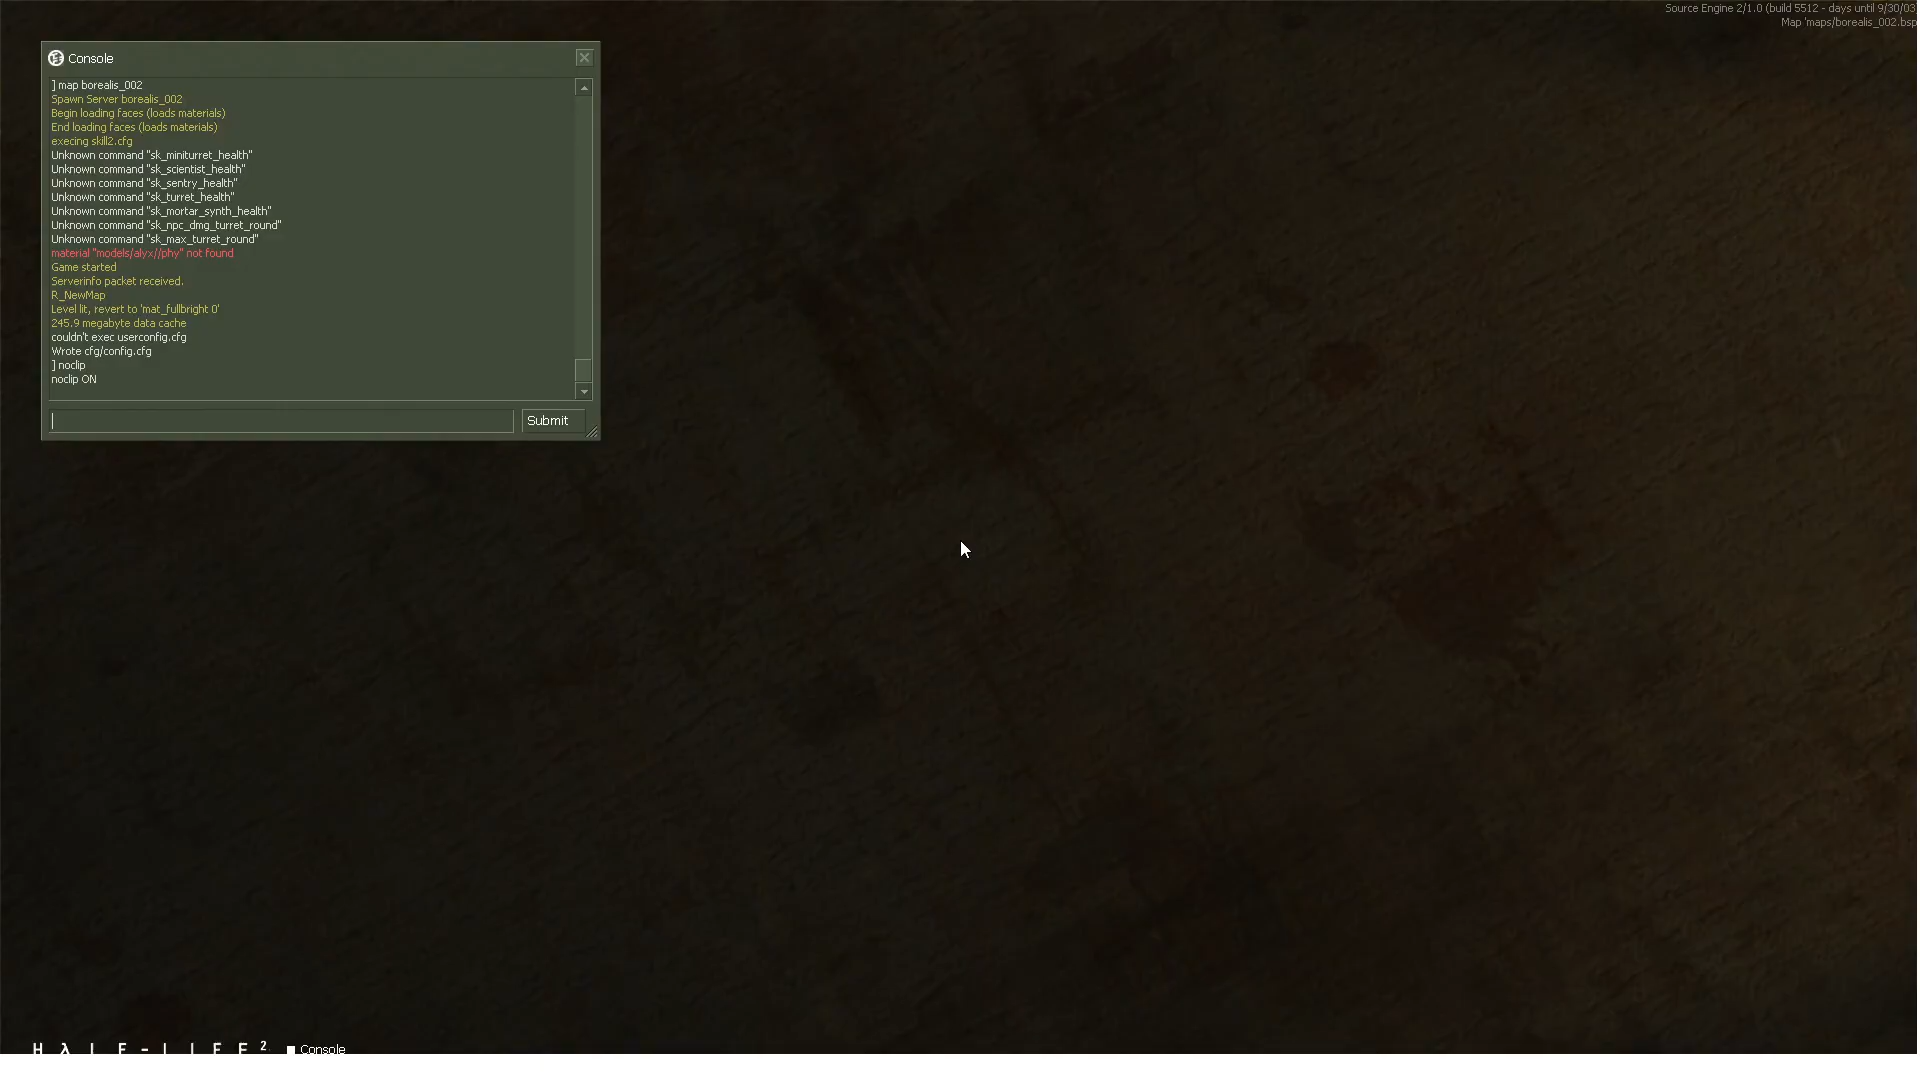 Source Engine 2/1.0 (build 5512 - days until 9/30/03
Map 'maps/borealis_002.bsp
Console
] map borealis_002
Spawn Server borealis_002
Begin loading faces (loads materials)
End loading faces (loads materials)
execing skill2.cfg
Unknown command "sk_miniturret_health"
Unknown command "sk_scientist_health"
Unknown command "sk_sentry_health"
Unknown command "sk_turret_health"
Unknown command "sk_mortar_synth_health"
Unknown command "sk_npc_dmg_turret_round"
Unknown command "sk_max_turret_round"
material "models/alyx//phy" not found
Game started
Serverinfo packet received.
R_NewMap
Level lit, revert to 'mat_fullbright 0'
245.9 megabyte data cache
couldn't exec userconfig.cfg
Wrote cfg/config.cfg
] noclip
noclip ON
Submit
HλLF-LIFE2
Console